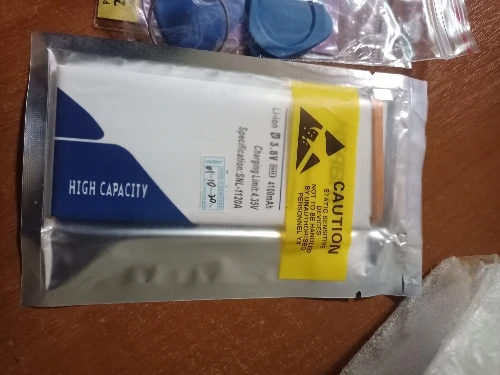 HIGH CAPACITY
Li-ion 3.8V 4100mAh
Charging Limit:4.35V
Specification:SNL-1120A
CAUTION
STATIC SENSITIVE
DEVICES
NOT TO BE HANDLED
BY UNAUTHORISED
PERSONNEL